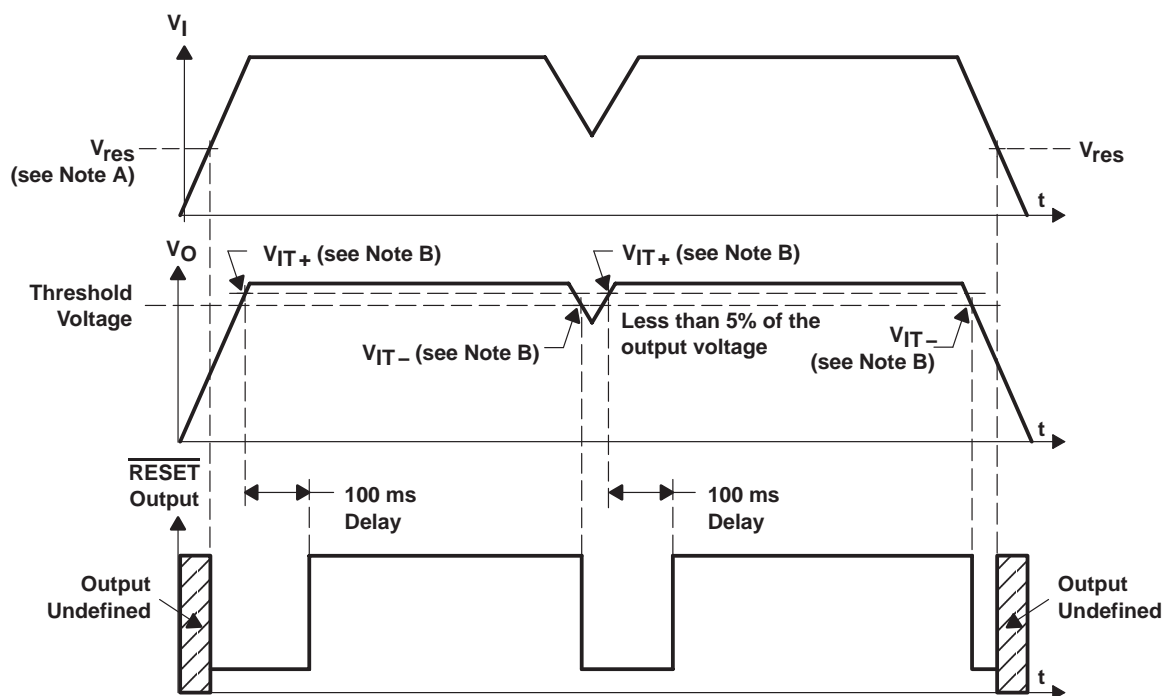 VI
Vres
(see Note A)
Vres
t
VO
VIT+ (see Note B)
VIT+ (see Note B)
Threshold
Voltage
Less than 5% of the
output voltage
VIT− (see Note B)
VIT−
(see Note B)
t
RESET
Output
100 ms
Delay
100 ms
Delay
Output
Undefined
Output
Undefined
t